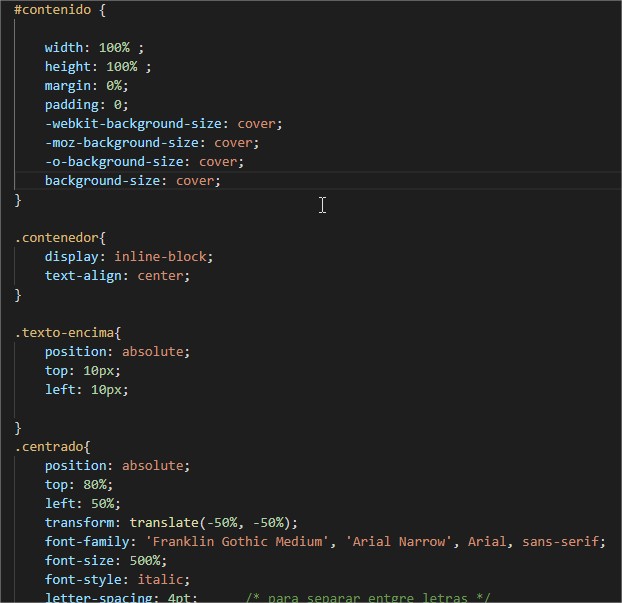 #contenido {
width: 100% ;
height: 100% ;
margin: 0%;
padding: 0;
-webkit-background-size: cover;
-moz-background-size: cover;
-o-background-size: cover;
background-size: cover;
}
.contenedor{
display: inline-block;
text-align: center;
}
.texto-encima{
position: absolute;
top: 10px;
left: 10px;
}
.centrado{
position: absolute;
top: 80%;
left: 50%;
transform: translate(-50%, -50%);
font-family: 'Franklin Gothic Medium', 'Arial Narrow', Arial, sans-serif;
font-size: 500%;
font-style: italic;
letter-spacing: 4pt; /* para separar entgre letras */